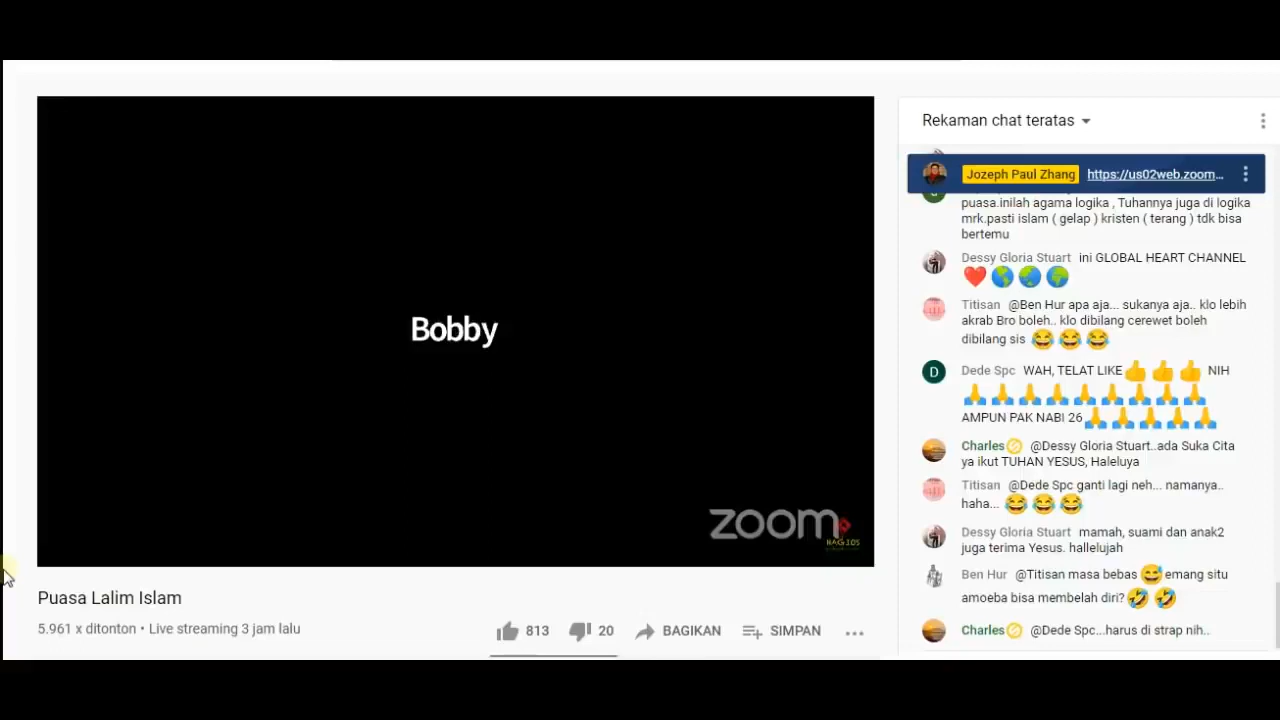 Bobby
zoom
HAGIOS
Puasa Lalim Islam
5.961 x ditonton • Live streaming 3 jam lalu
813
20
BAGIKAN
SIMPAN
Rekaman chat teratas
Jozeph Paul Zhang https://us02web.zoom...
puasa.inilah agama logika , Tuhannya juga di logika
mrk.pasti islam ( gelap ) kristen ( terang ) tdk bisa
bertemu
Dessy Gloria Stuart ini GLOBAL HEART CHANNEL
❤️🌎🌏🌍
Titisan @Ben Hur apa aja... sukanya aja.. klo lebih
akrab Bro boleh.. klo dibilang cerewet boleh
dibilang sis 😂😂😂
D
Dede Spc WAH, TELAT LIKE👍👍👍 NIH
🙏🙏🙏🙏🙏🙏🙏🙏🙏
AMPUN PAK NABI 26🙏🙏🙏🙏🙏
Charles @Dessy Gloria Stuart..ada Suka Cita
ya ikut TUHAN YESUS, Haleluya
Titisan @Dede Spc ganti lagi neh... namanya..
haha... 😂😂😂
Dessy Gloria Stuart mamah, suami dan anak2
juga terima Yesus. hallelujah
Ben Hur @Titisan masa bebas 😅 emang situ
amoeba bisa membelah diri? 🤣🤣
Charles @Dede Spc...harus di strap nih..